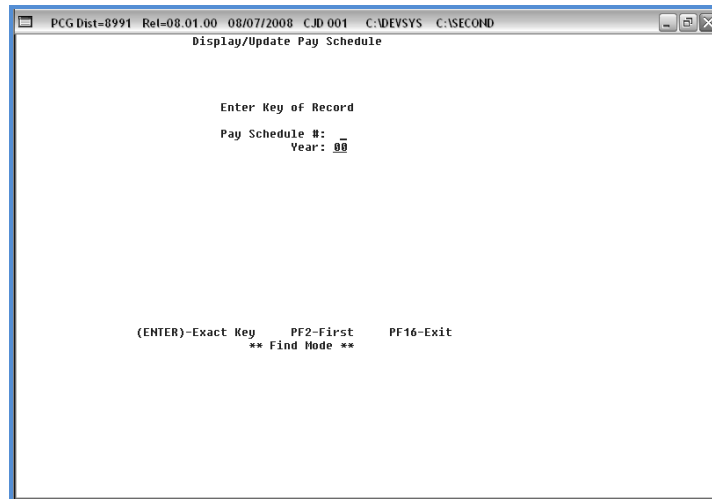 PCG Dist=8991 Rel=08.01.00 08/07/2008 CJD 001 C:\DEVSYS C:\SECOND
Display/Update Pay Schedule
Enter Key of Record
Pay Schedule #: _
Year: 00
(ENTER)-Exact Key PF2-First PF16-Exit
** Find Mode **